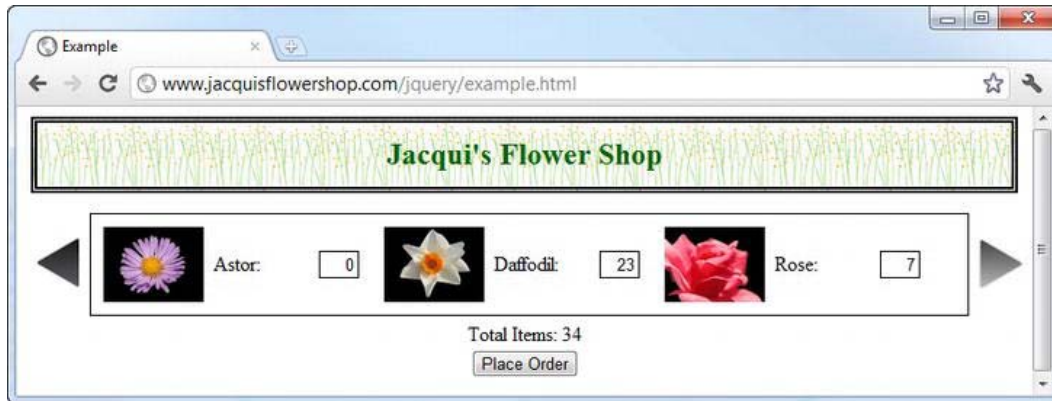 Example
www.jacquisflowershop.com/jquery/example.html
Jacqui's Flower Shop
Astor: 0 Daffodil: 23 Rose: 7
Total Items: 34
Place Order